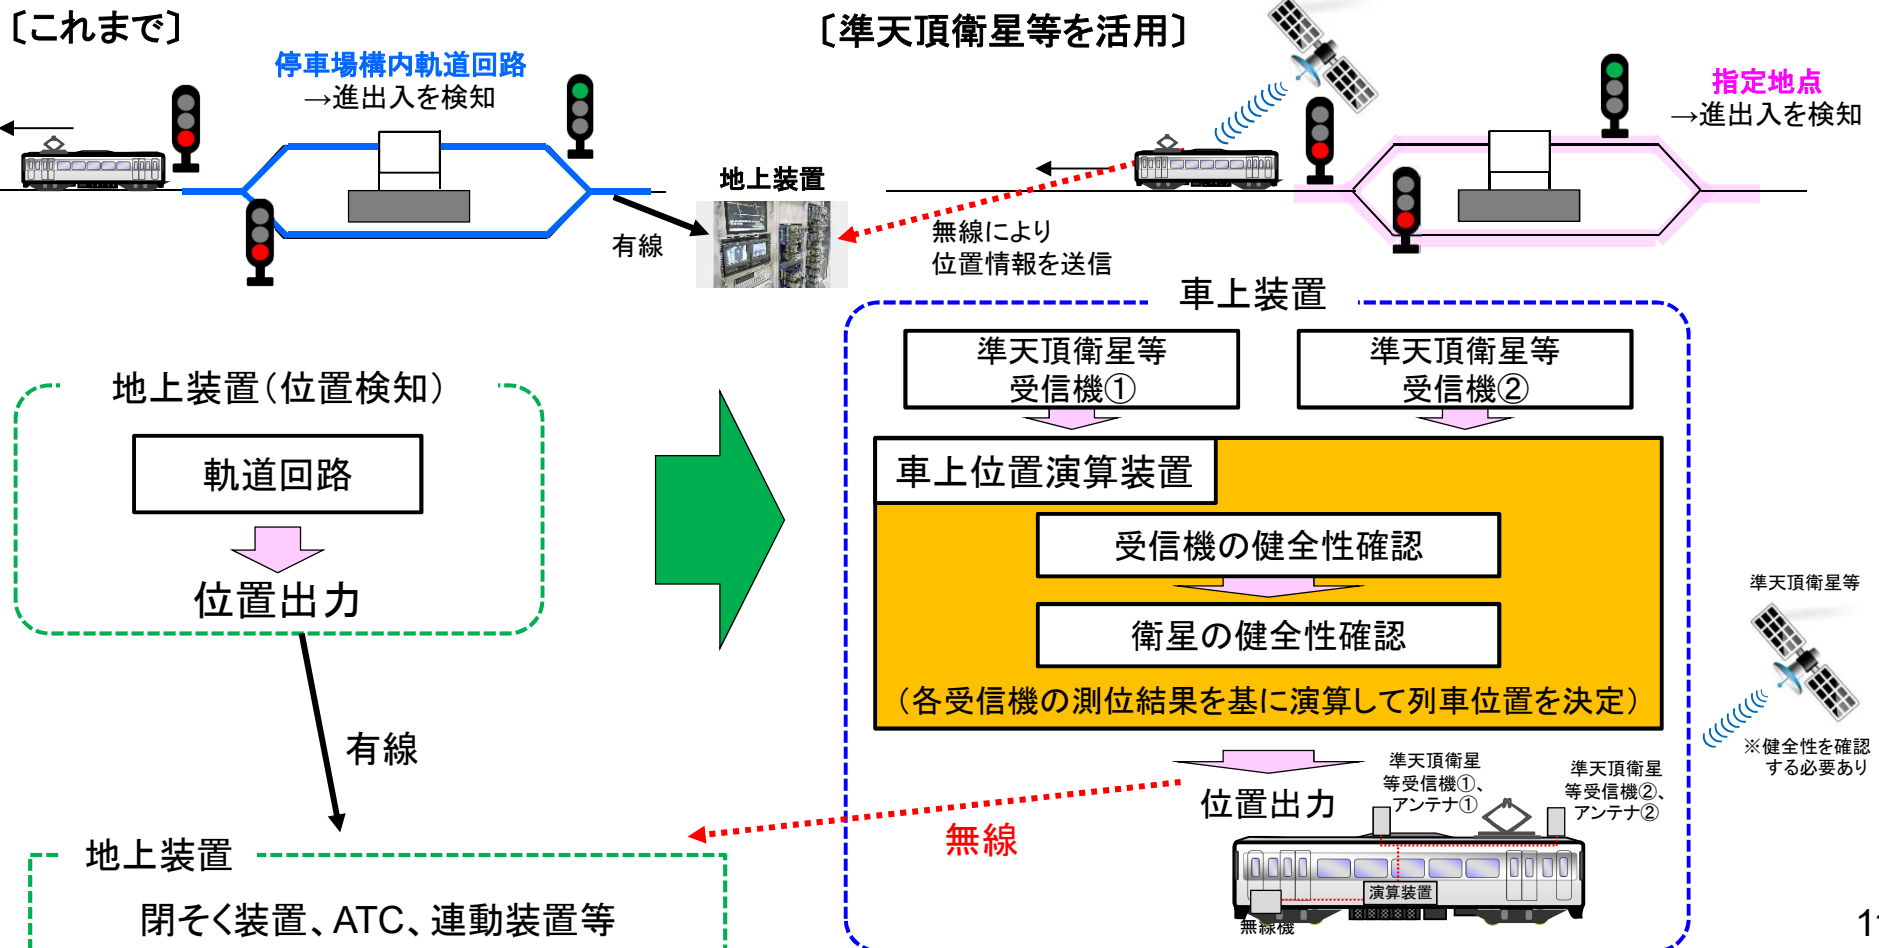 〔これまで〕
停車場構内軌道回路
→進出入を検知
有線
地上装置
〔準天頂衛星等を活用〕
指定地点
→進出入を検知
無線により
位置情報を送信
地上装置(位置検知)
軌道回路
位置出力
有線
地上装置
閉そく装置、ATC、連動装置等
車上装置
準天頂衛星等
受信機①
準天頂衛星等
受信機②
車上位置演算装置
受信機の健全性確認
衛星の健全性確認
(各受信機の測位結果を基に演算して列車位置を決定)
位置出力
無線
準天頂衛星
等受信機①、
アンテナ①
準天頂衛星
等受信機②、
アンテナ②
演算装置
無線機
準天頂衛星等
※健全性を確認
する必要あり